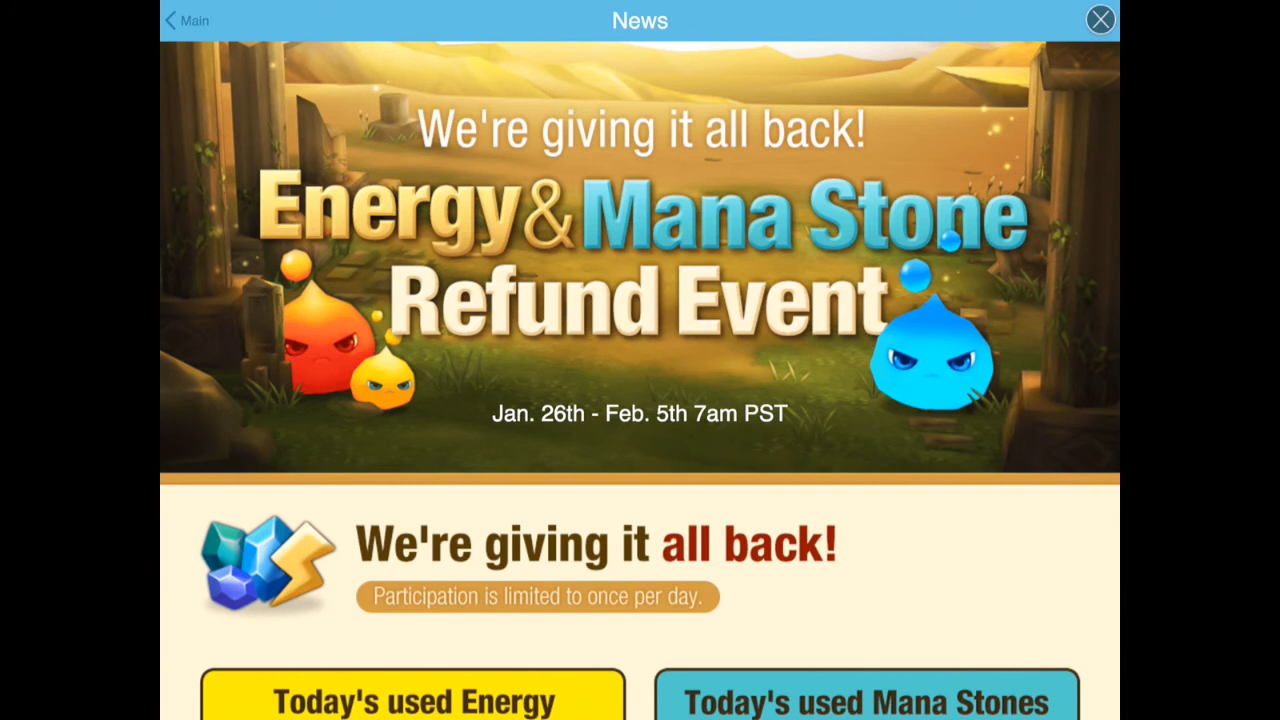 Main
News
We're giving it all back!
Energy&Mana Stone
Refund Event
Jan. 26th - Feb. 5th 7am PST
We're giving it all back!
Participation is limited to once per day.
Today's used Energy
Today's used Mana Stones